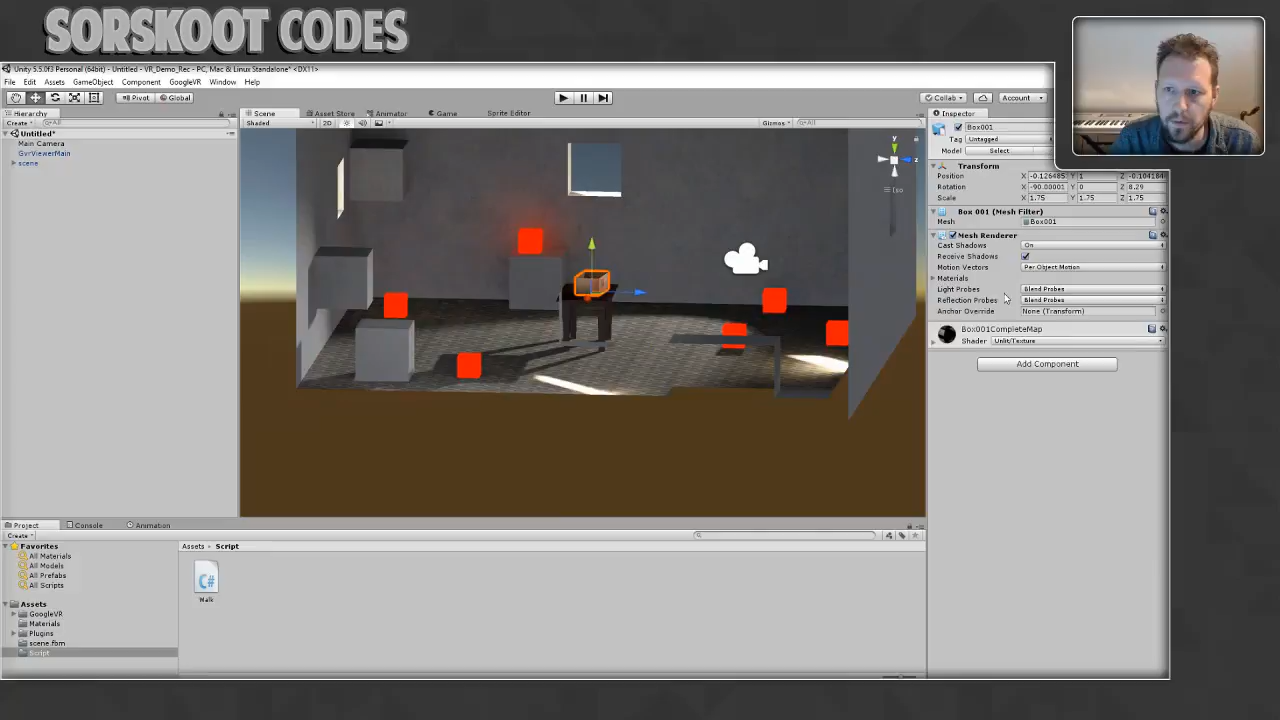 SORSKOOT CODES
Unity 5.5.0f3 Personal (64bit) - Untitled - VR_Demo_Rec - PC, Mac & Linux Standalone* <DX11>
File Edit Assets GameObject Component GoogleVR Window Help
Pivot Global Collab Account
Hierarchy
Create All
Untitled*
Main Camera
GvrViewerMain
scene
Scene Asset Store Animator Game Sprite Editor
Shaded 2D Gizmos All
y
z
Iso
Inspector
Box001
Tag Untagged
Model Select
Transform
Position X -0.126485 Y 1 Z -0.104184
Rotation X -90.00001 Y 0 Z 8.29
Scale X 1.75 Y 1.75 Z 1.75
Box 001 (Mesh Filter)
Mesh Box001
Mesh Renderer
Cast Shadows On
Receive Shadows
Motion Vectors Per Object Motion
Materials
Light Probes Blend Probes
Reflection Probes Blend Probes
Anchor Override None (Transform)
Box001CompleteMap
Shader Unlit/Texture
Add Component
Project Console Animation
Create
Favorites
All Materials
All Models
All Prefabs
All Scripts
Assets
GoogleVR
Materials
Plugins
scene.fbm
Script
Assets Script
C#
Walk